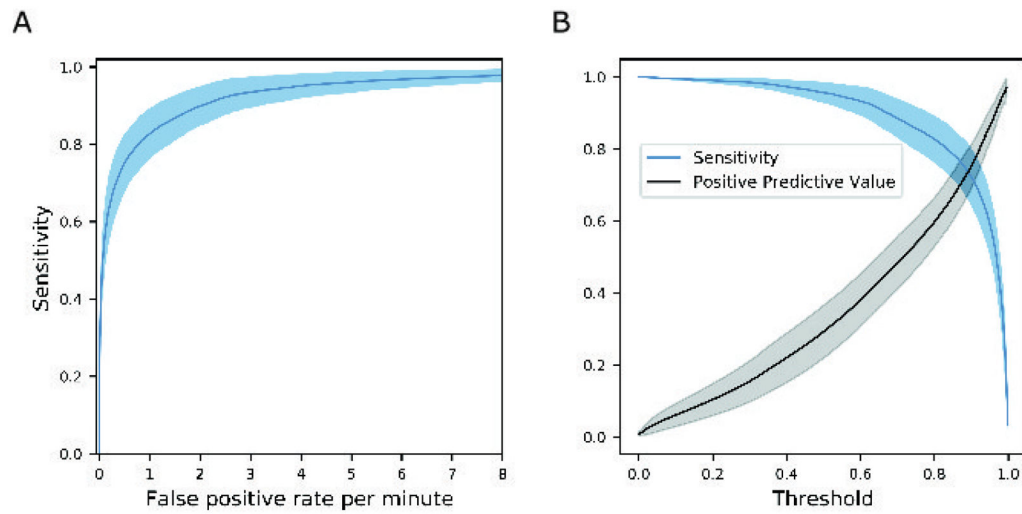 A
B
Sensitivity
1.0
0.8
0.6
0.4
0.2
0.0
0 1 2 3 4 5 6 7 8
False positive rate per minute
1.0
0.8
0.6
0.4
0.2
0.0
Sensitivity
Positive Predictive Value
0.0 0.2 0.4 0.6 0.8 1.0
Threshold